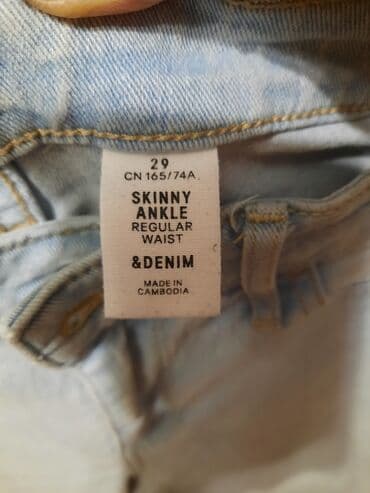 29
CN 165/74A
SKINNY
ANKLE
REGULAR
WAIST
&DENIM
MADE IN
CAMBODIA